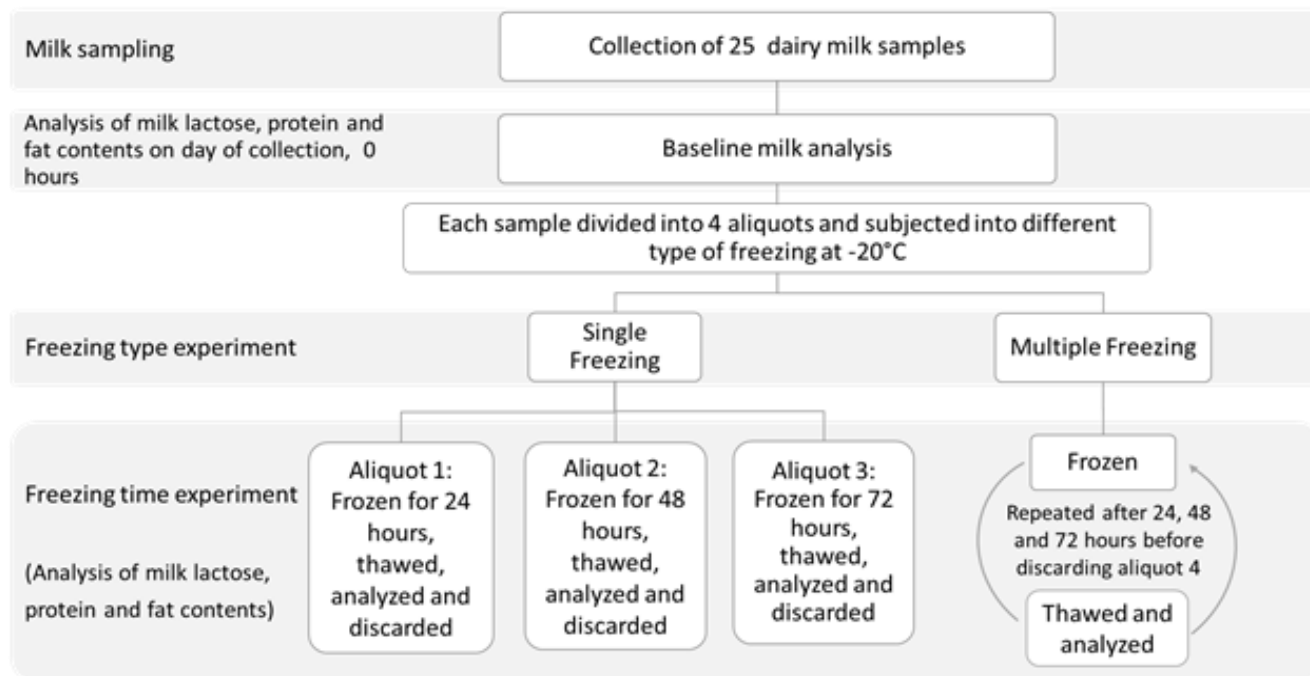 Milk sampling
Collection of 25 dairy milk samples
Analysis of milk lactose, protein and
fat contents on day of collection, 0
hours
Baseline milk analysis
Each sample divided into 4 aliquots and subjected into different
type of freezing at -20°C
Freezing type experiment
Single
Freezing
Multiple Freezing
Freezing time experiment
(Analysis of milk lactose,
protein and fat contents)
Aliquot 1:
Frozen for 24
hours,
thawed,
analyzed and
discarded
Aliquot 2:
Frozen for 48
hours,
thawed,
analyzed and
discarded
Aliquot 3:
Frozen for 72
hours,
thawed,
analyzed and
discarded
Frozen
Repeated after 24, 48
and 72 hours before
discarding aliquot 4
Thawed and
analyzed